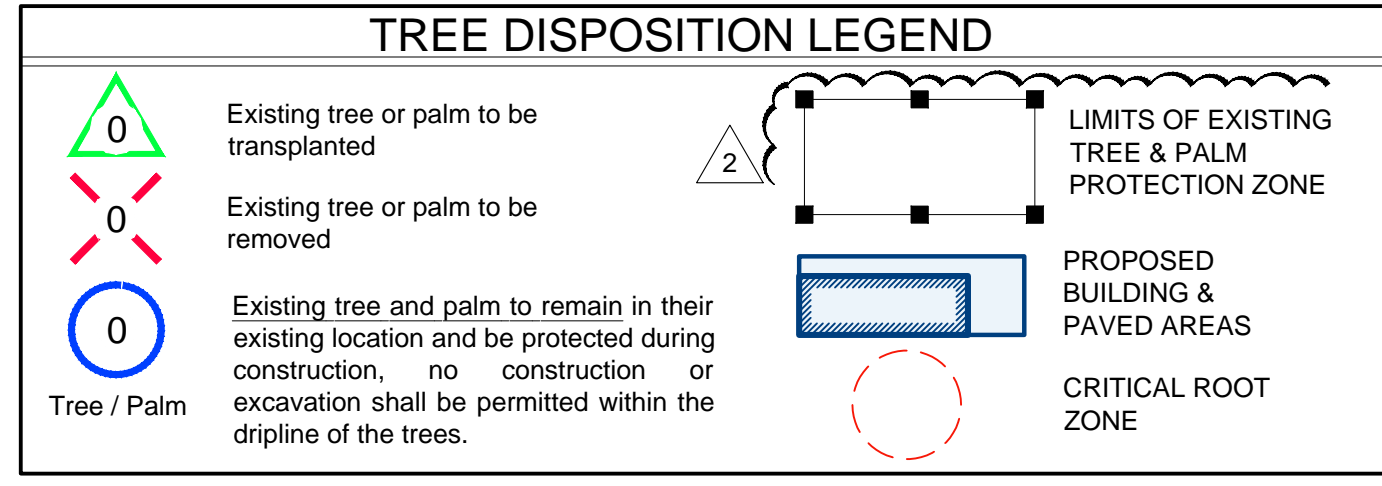 TREE DISPOSITION LEGEND
0
Existing tree or palm to be
transplanted
0
Existing tree or palm to be
removed
0
Tree / Palm
Existing tree and palm to remain in their
existing location and be protected during
construction, no construction or
excavation shall be permitted within the
dripline of the trees.
2
LIMITS OF EXISTING
TREE & PALM
PROTECTION ZONE
PROPOSED
BUILDING &
PAVED AREAS
CRITICAL ROOT
ZONE